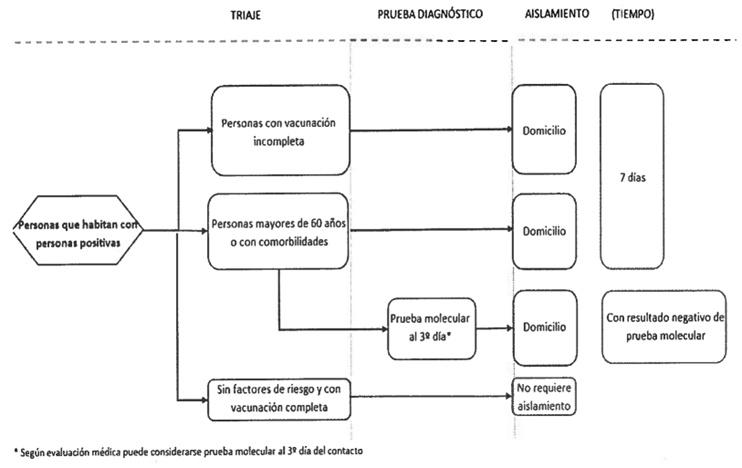 TRIAJE PRUEBA DIAGNÓSTICO AISLAMIENTO (TIEMPO)
Personas con vacunación
incompleta
Domicilio
7 días
Personas que habitan con
personas positivas
Personas mayores de 60 años
o con comorbilidades
Domicilio
Prueba molecular
al 3º día*
Domicilio
Con resultado negativo de
prueba molecular
Sin factores de riesgo y con
vacunación completa
No requiere
aislamiento
* Según evaluación médica puede considerarse prueba molecular al 3º día del contacto